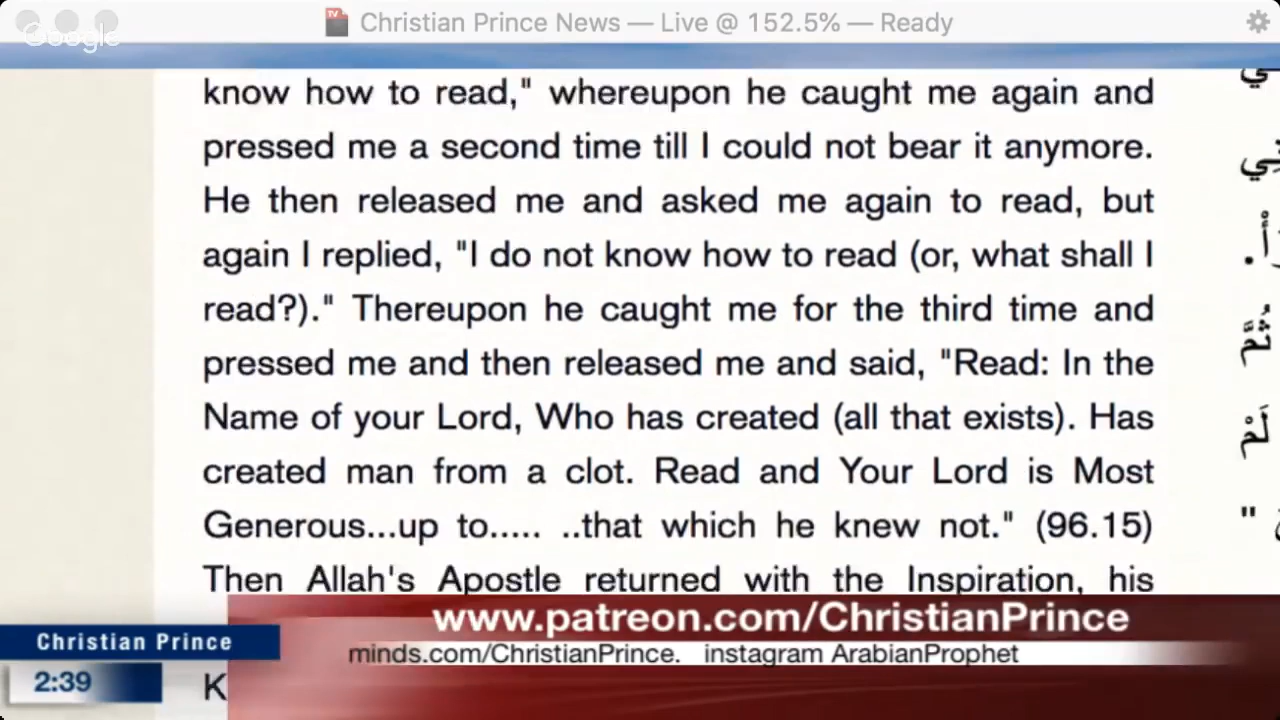 Christian Prince News — Live @ 152.5% — Ready
Google
know how to read," whereupon he caught me again and
pressed me a second time till I could not bear it anymore.
He then released me and asked me again to read, but
again I replied, "I do not know how to read (or, what shall I
read?)." Thereupon he caught me for the third time and
pressed me and then released me and said, "Read: In the
Name of your Lord, Who has created (all that exists). Has
created man from a clot. Read and Your Lord is Most
Generous...up to..... ..that which he knew not." (96.15)
Then Allah's Apostle returned with the Inspiration, his
www.patreon.com/ChristianPrince
Christian Prince
minds.com/ChristianPrince. instagram ArabianProphet
2:39
K